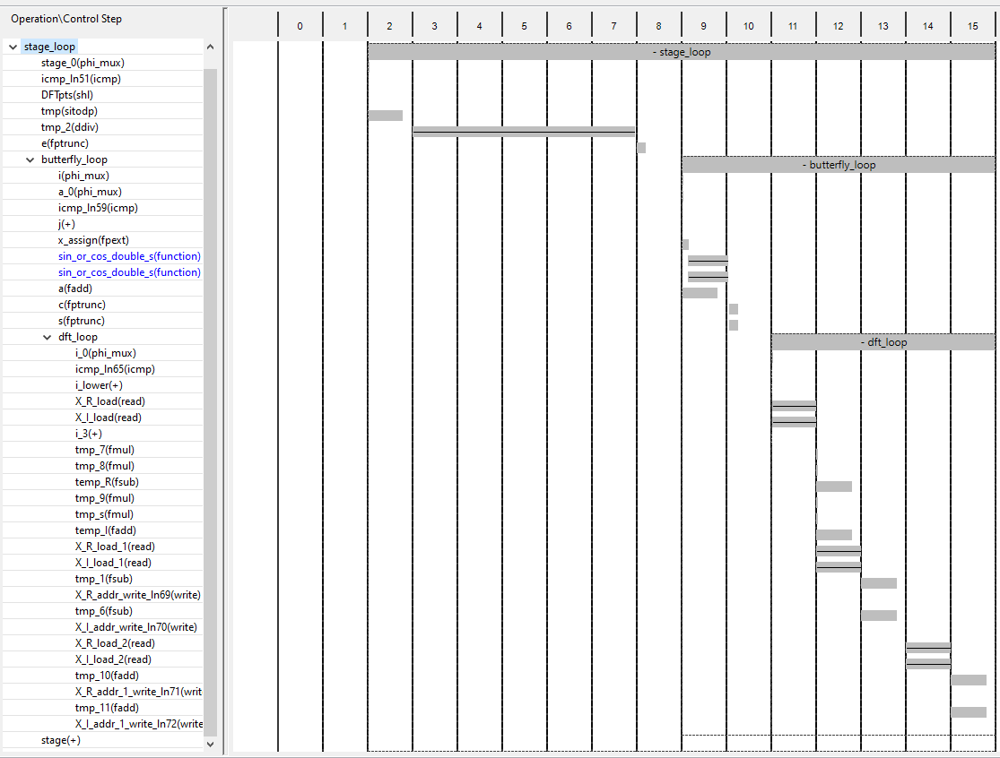 Operation\Control Step
0 1 2 3 4 5 6 7 8 9 10 11 12 13 14 15
stage_loop
- stage_loop
stage_0(phi_mux)
icmp_ln51(icmp)
DFTpts(shl)
tmp(sitodp)
tmp_2(ddiv)
e(fptrunc)
butterfly_loop
- butterfly_loop
i(phi_mux)
a_0(phi_mux)
icmp_ln59(icmp)
j(+)
x_assign(fpext)
sin_or_cos_double_s(function)
sin_or_cos_double_s(function)
a(fadd)
c(fptrunc)
s(fptrunc)
dft_loop
- dft_loop
i_0(phi_mux)
icmp_ln65(icmp)
i_lower(+)
X_R_load(read)
X_I_load(read)
i_3(+)
tmp_7(fmul)
tmp_8(fmul)
temp_R(fsub)
tmp_9(fmul)
tmp_s(fmul)
temp_I(fadd)
X_R_load_1(read)
X_I_load_1(read)
tmp_1(fsub)
X_R_addr_write_ln69(write)
tmp_6(fsub)
X_I_addr_write_ln70(write)
X_R_load_2(read)
X_I_load_2(read)
tmp_10(fadd)
X_R_addr_1_write_ln71(writ
tmp_11(fadd)
X_I_addr_1_write_ln72(write
stage(+)